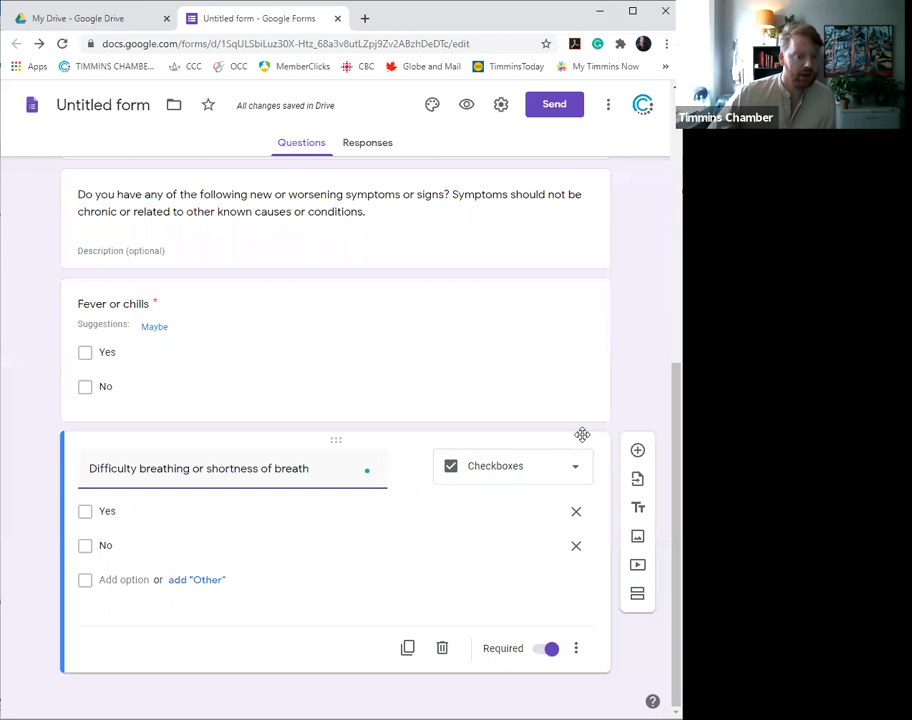 My Drive - Google Drive
Untitled form - Google Forms
docs.google.com/forms/d/1SqULSbiLuz30X-Htz_68a3v8utLZpj9Zv2ABzhDeDTc/edit
Apps
TIMMINS CHAMBE...
CCC
OCC
MemberClicks
CBC
Globe and Mail
TimminsToday
My Timmins Now
»
Timmins Chamber
Untitled form
All changes saved in Drive
Send
Questions
Responses
Do you have any of the following new or worsening symptoms or signs? Symptoms should not be
chronic or related to other known causes or conditions.
Description (optional)
Fever or chills *
Suggestions: Maybe
Yes
No
Difficulty breathing or shortness of breath
Checkboxes
Yes
No
Add option or add "Other"
Tt
Required